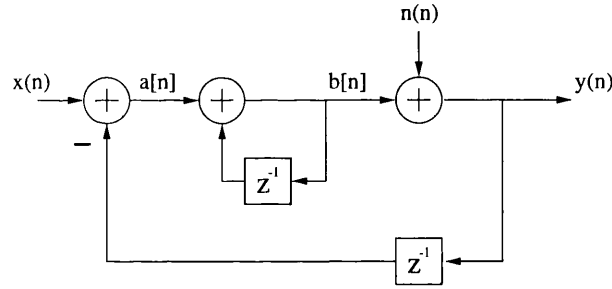 n(n)
x(n) a[n] b[n] y(n)
+ + +
−
z⁻¹
z⁻¹